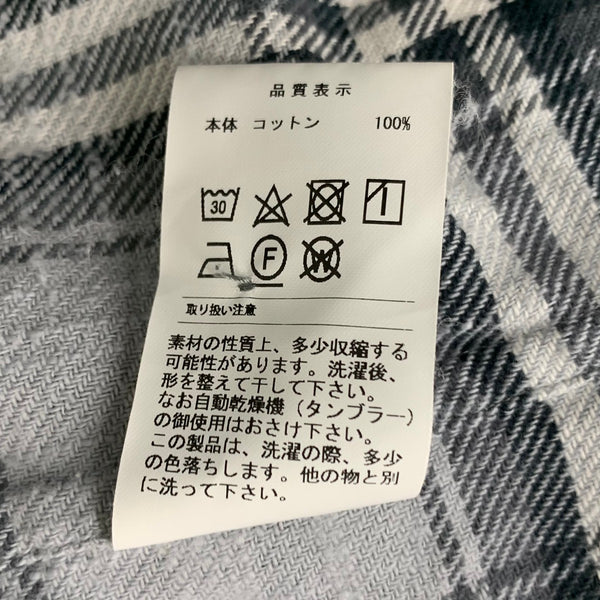 品質表示
本体 コットン 100%
30
F W
取り扱い注意
素材の性質上、多少収縮する
可能性があります。洗濯後、
形を整えて干して下さい。
なお自動乾燥機（タンブラー）
の御使用はおさけ下さい。
この製品は、洗濯の際、多少
の色落ちします。他の物と別
に洗って下さい。